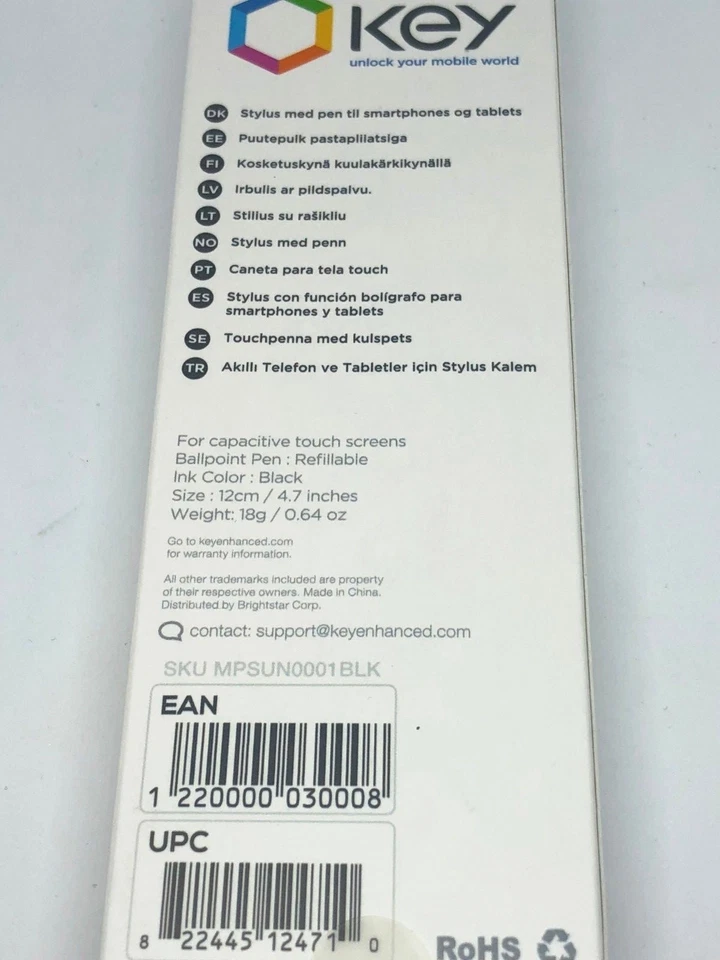 KEY
unlock your mobile world
DK Stylus med pen til smartphones og tablets
EE Puutepulk pastapliiatsiga
FI Kosketuskynä kuulakärkikynällä
LV Irbulis ar pildspalvu.
LT Stilius su rašikliu
NO Stylus med penn
PT Caneta para tela touch
ES Stylus con función bolígrafo para
smartphones y tablets
SE Touchpenna med kulspets
TR Akıllı Telefon ve Tabletler için Stylus Kalem
For capacitive touch screens
Ballpoint Pen : Refillable
Ink Color : Black
Size : 12cm / 4.7 inches
Weight: 18g / 0.64 oz
Go to keyenhanced.com
for warranty information.
All other trademarks included are property
of their respective owners. Made in China.
Distributed by Brightstar Corp.
contact: support@keyenhanced.com
SKU MPSUN0001BLK
EAN
1 220000 030008
UPC
8 22445 12471 0
RoHS